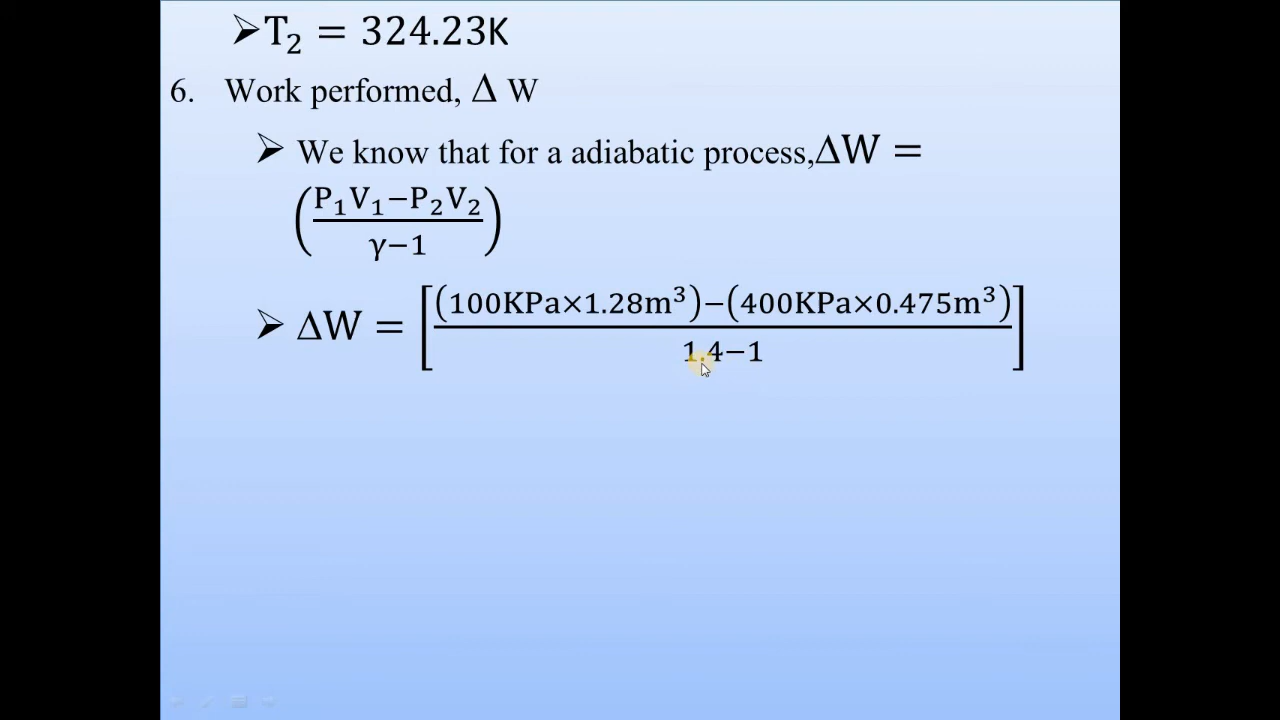 ➢T₂ = 324.23K
6. Work performed, Δ W
➢ We know that for a adiabatic process,ΔW =
(P₁V₁−P₂V₂ / γ−1)
➢ ΔW = [(100KPa×1.28m³)−(400KPa×0.475m³) / 1.4−1]